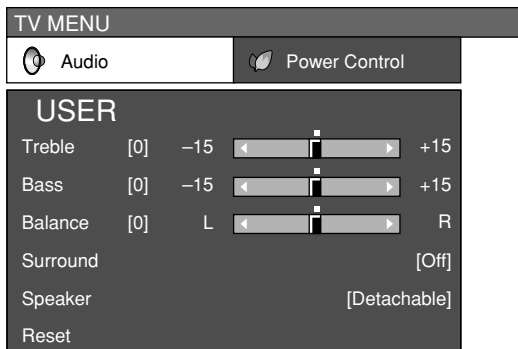 TV MENU
Audio Power Control
USER
Treble [0] –15 +15
Bass [0] –15 +15
Balance [0] L R
Surround [Off]
Speaker [Detachable]
Reset